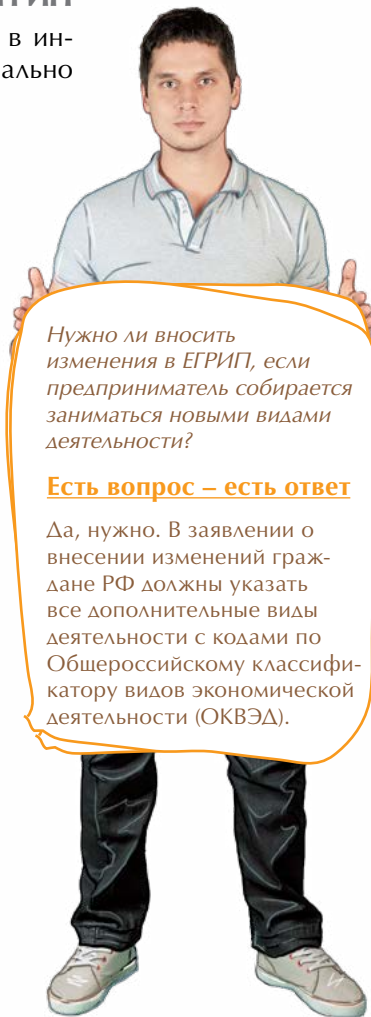 в ин-
ально
Нужно ли вносить
изменения в ЕГРИП, если
предприниматель собирается
заниматься новыми видами
деятельности?
Есть вопрос – есть ответ
Да, нужно. В заявлении о
внесении изменений граж-
дане РФ должны указать
все дополнительные виды
деятельности с кодами по
Общероссийскому классифи-
катору видов экономической
деятельности (ОКВЭД).